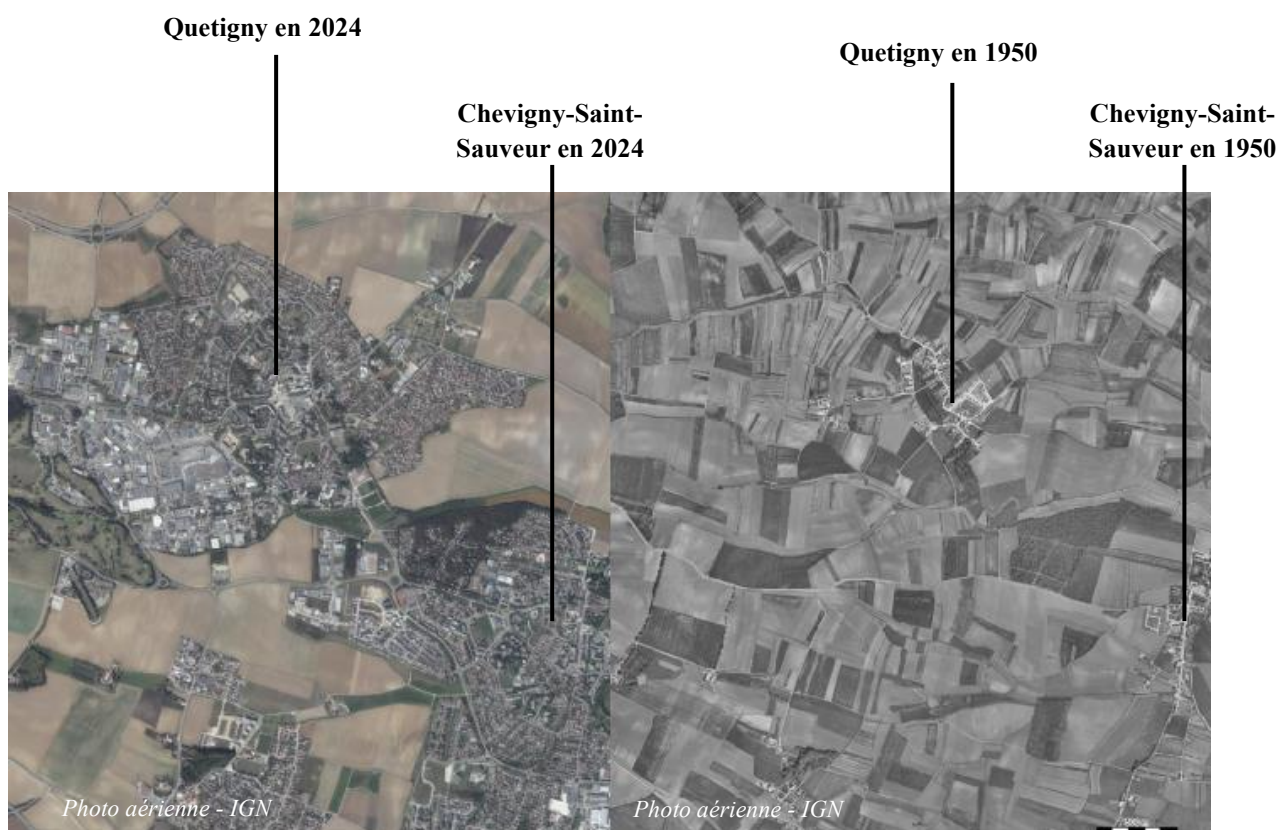 Quetigny en 2024
Quetigny en 1950
Chevigny-Saint-
Sauveur en 2024
Chevigny-Saint-
Sauveur en 1950
Photo aérienne - IGN
Photo aérienne - IGN